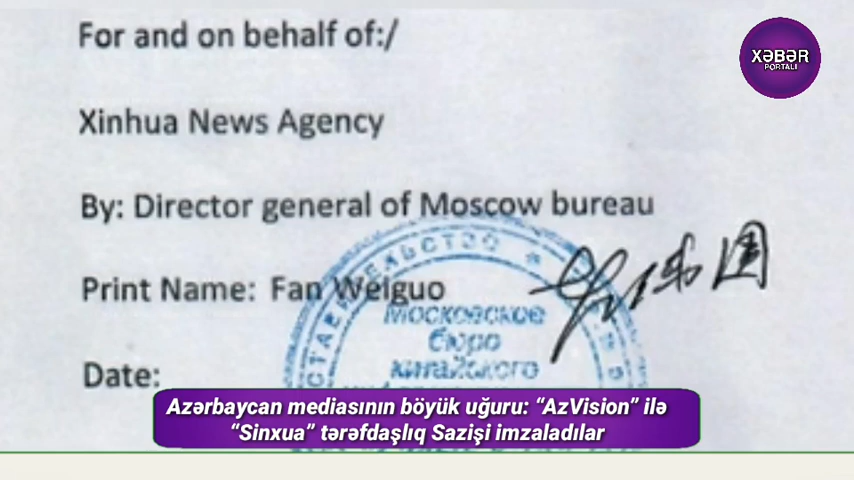 For and on behalf of:/
XƏBƏR
PORTALI
Xinhua News Agency
By: Director general of Moscow bureau
Print Name: Fan Weiguo
Московское
бюро
китайского
Date:
Azərbaycan mediasının böyük uğuru: “AzVision” ilə
“Sinxua” tərəfdaşlıq Sazişi imzaladılar